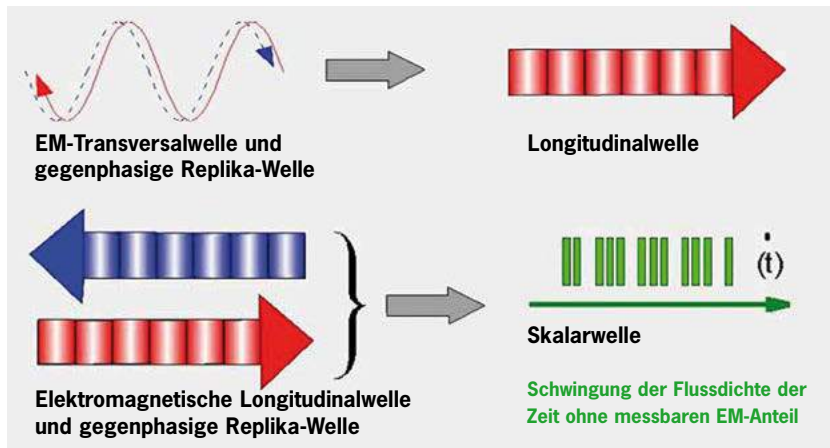 EM-Transversalwelle und
gegenphasige Replika-Welle
Longitudinalwelle
(t)
Skalarwelle
Elektromagnetische Longitudinalwelle
und gegenphasige Replika-Welle
Schwingung der Flussdichte der
Zeit ohne messbaren EM-Anteil